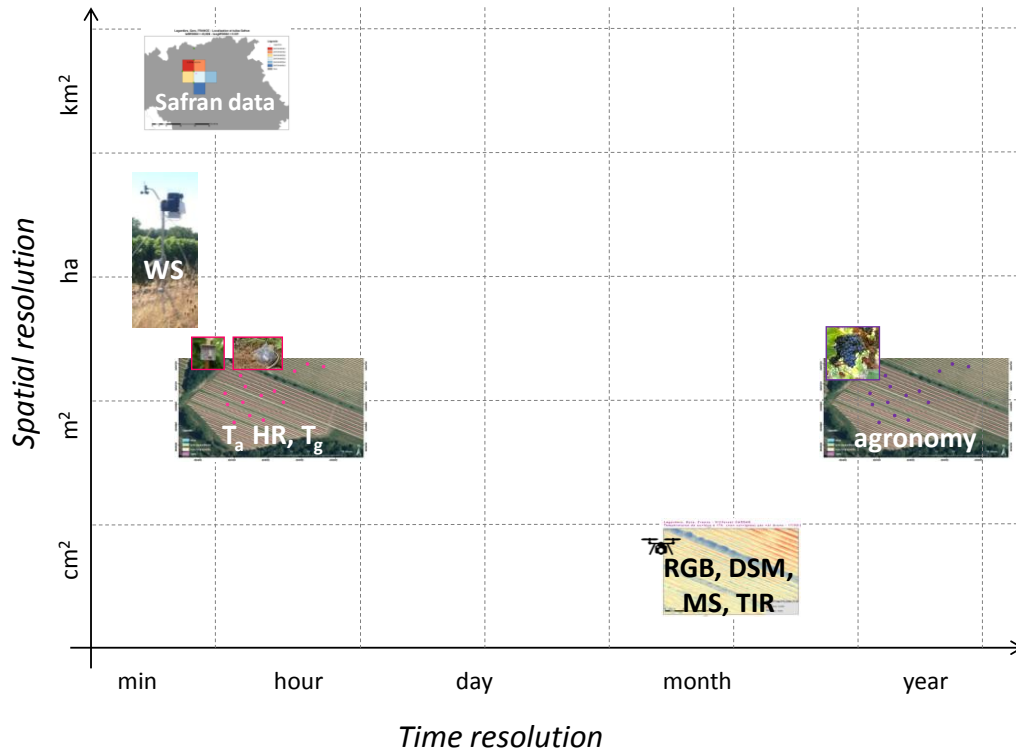 Spatial resolution
km²
Safran data
ha
WS
m²
Tₐ HR, T_g
agronomy
cm²
RGB, DSM,
MS, TIR
min hour day month year
Time resolution